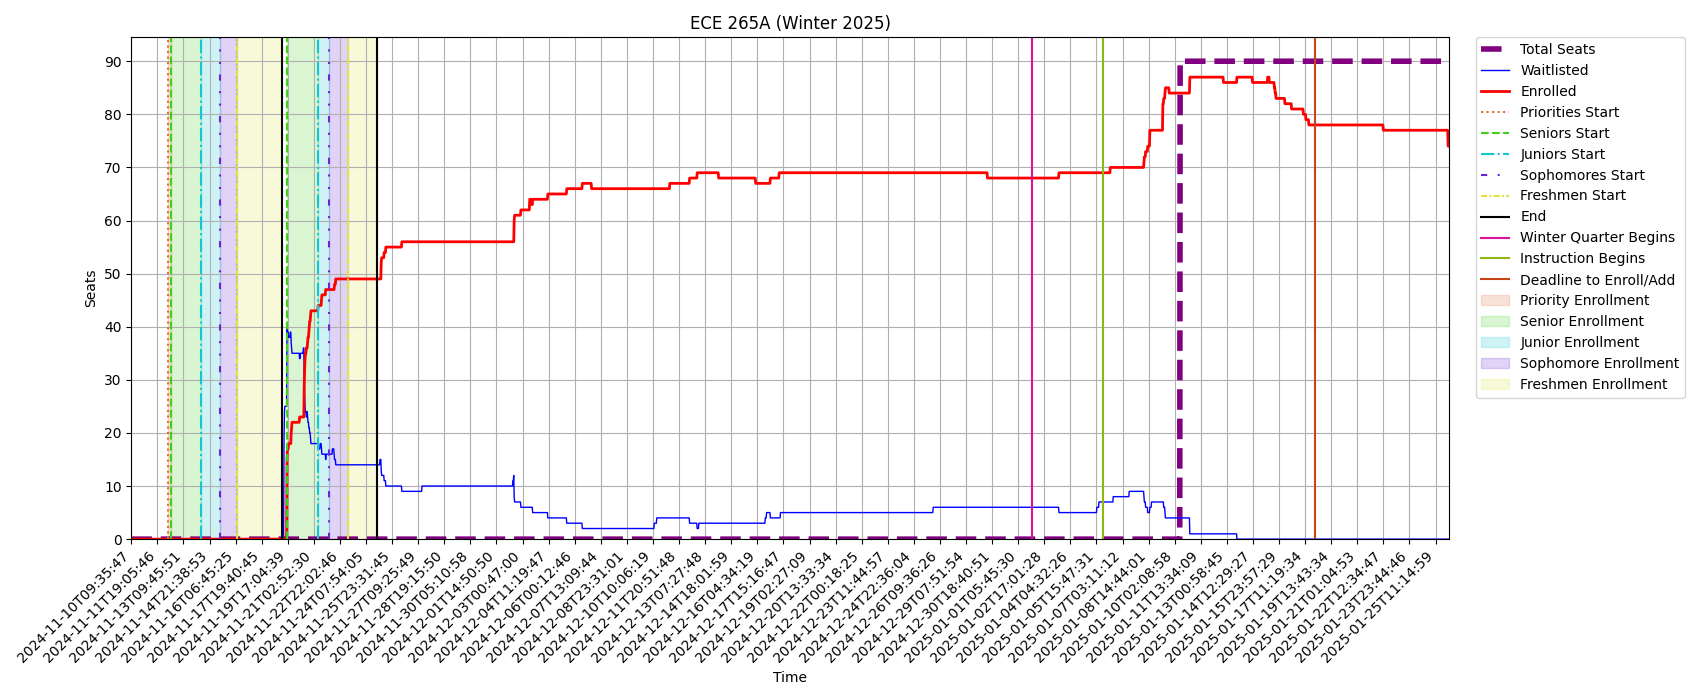 ECE 265A (Winter 2025)
Seats
90
80
70
60
50
40
30
20
10
0
2024-11-10T09:35:47
2024-11-11T19:05:46
2024-11-13T09:45:51
2024-11-14T21:38:53
2024-11-16T06:45:25
2024-11-17T19:40:45
2024-11-19T17:04:39
2024-11-21T02:52:30
2024-11-22T22:02:46
2024-11-24T07:54:05
2024-11-25T23:31:45
2024-11-27T09:25:49
2024-11-28T19:15:50
2024-11-30T05:10:58
2024-12-01T14:50:50
2024-12-03T00:47:00
2024-12-04T11:19:47
2024-12-06T00:12:46
2024-12-07T13:09:44
2024-12-08T23:31:01
2024-12-10T10:06:19
2024-12-11T20:51:48
2024-12-13T07:27:48
2024-12-14T18:01:59
2024-12-16T04:34:19
2024-12-17T15:16:47
2024-12-19T02:27:09
2024-12-20T13:33:34
2024-12-22T00:18:25
2024-12-23T11:44:57
2024-12-24T22:36:04
2024-12-26T09:36:26
2024-12-29T07:51:54
2024-12-30T18:40:51
2025-01-01T05:45:30
2025-01-02T17:01:28
2025-01-04T04:32:26
2025-01-05T15:47:31
2025-01-07T03:11:12
2025-01-08T14:44:01
2025-01-10T02:08:58
2025-01-11T13:34:09
2025-01-13T00:58:45
2025-01-14T12:29:27
2025-01-15T23:57:29
2025-01-17T11:19:34
2025-01-19T13:43:34
2025-01-21T01:04:53
2025-01-22T12:34:47
2025-01-23T23:44:46
2025-01-25T11:14:59
Time
Total Seats
Waitlisted
Enrolled
Priorities Start
Seniors Start
Juniors Start
Sophomores Start
Freshmen Start
End
Winter Quarter Begins
Instruction Begins
Deadline to Enroll/Add
Priority Enrollment
Senior Enrollment
Junior Enrollment
Sophomore Enrollment
Freshmen Enrollment